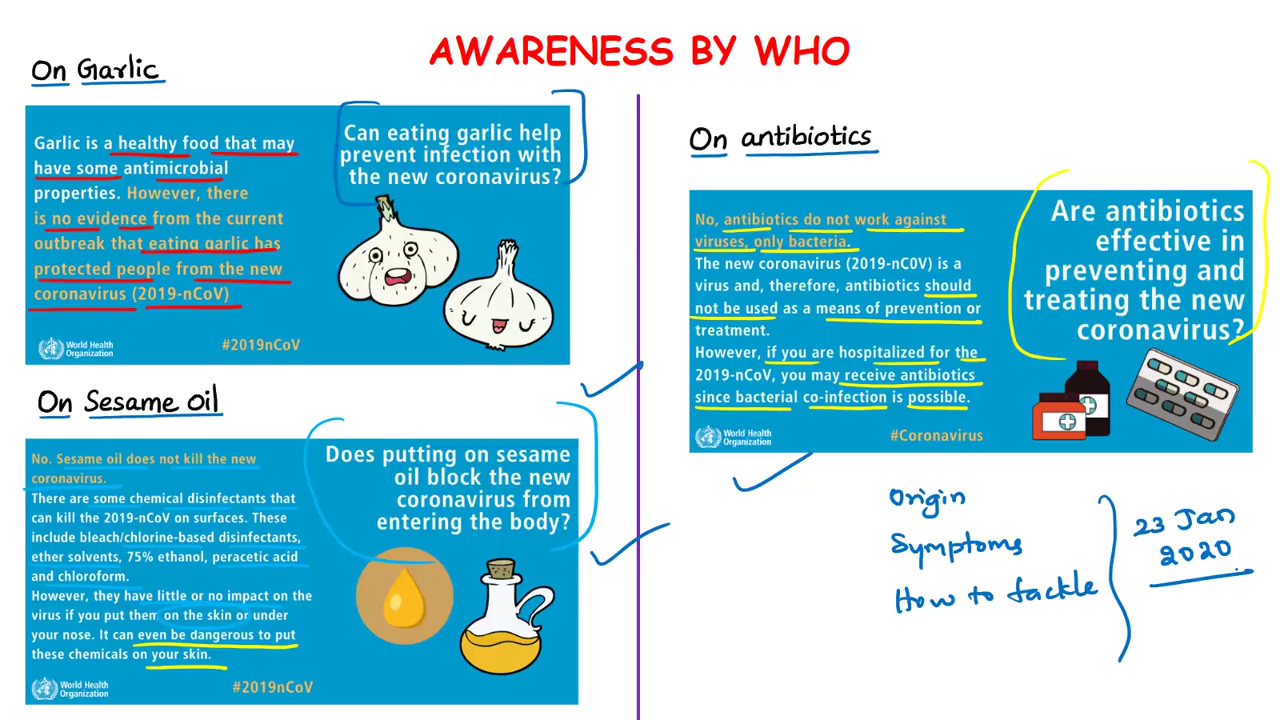 AWARENESS BY WHO
On Garlic
Garlic is a healthy food that may
have some antimicrobial
properties. However, there
is no evidence from the current
outbreak that eating garlic has
protected people from the new
coronavirus (2019-nCoV)
World Health
Organization
#2019nCoV
Can eating garlic help
prevent infection with
the new coronavirus?
On Sesame Oil
No. Sesame oil does not kill the new
coronavirus.
There are some chemical disinfectants that
can kill the 2019-nCoV on surfaces. These
include bleach/chlorine-based disinfectants,
ether solvents, 75% ethanol, peracetic acid
and chloroform.
However, they have little or no impact on the
virus if you put them on the skin or under
your nose. It can even be dangerous to put
these chemicals on your skin.
World Health
Organization
#2019nCoV
Does putting on sesame
oil block the new
coronavirus from
entering the body?
On antibiotics
No, antibiotics do not work against
viruses, only bacteria.
The new coronavirus (2019-nC0V) is a
virus and, therefore, antibiotics should
not be used as a means of prevention or
treatment.
However, if you are hospitalized for the
2019-nCoV, you may receive antibiotics
since bacterial co-infection is possible.
World Health
Organization
#Coronavirus
Are antibiotics
effective in
preventing and
treating the new
coronavirus?
Origin
Symptoms
How to tackle
23 Jan
2020